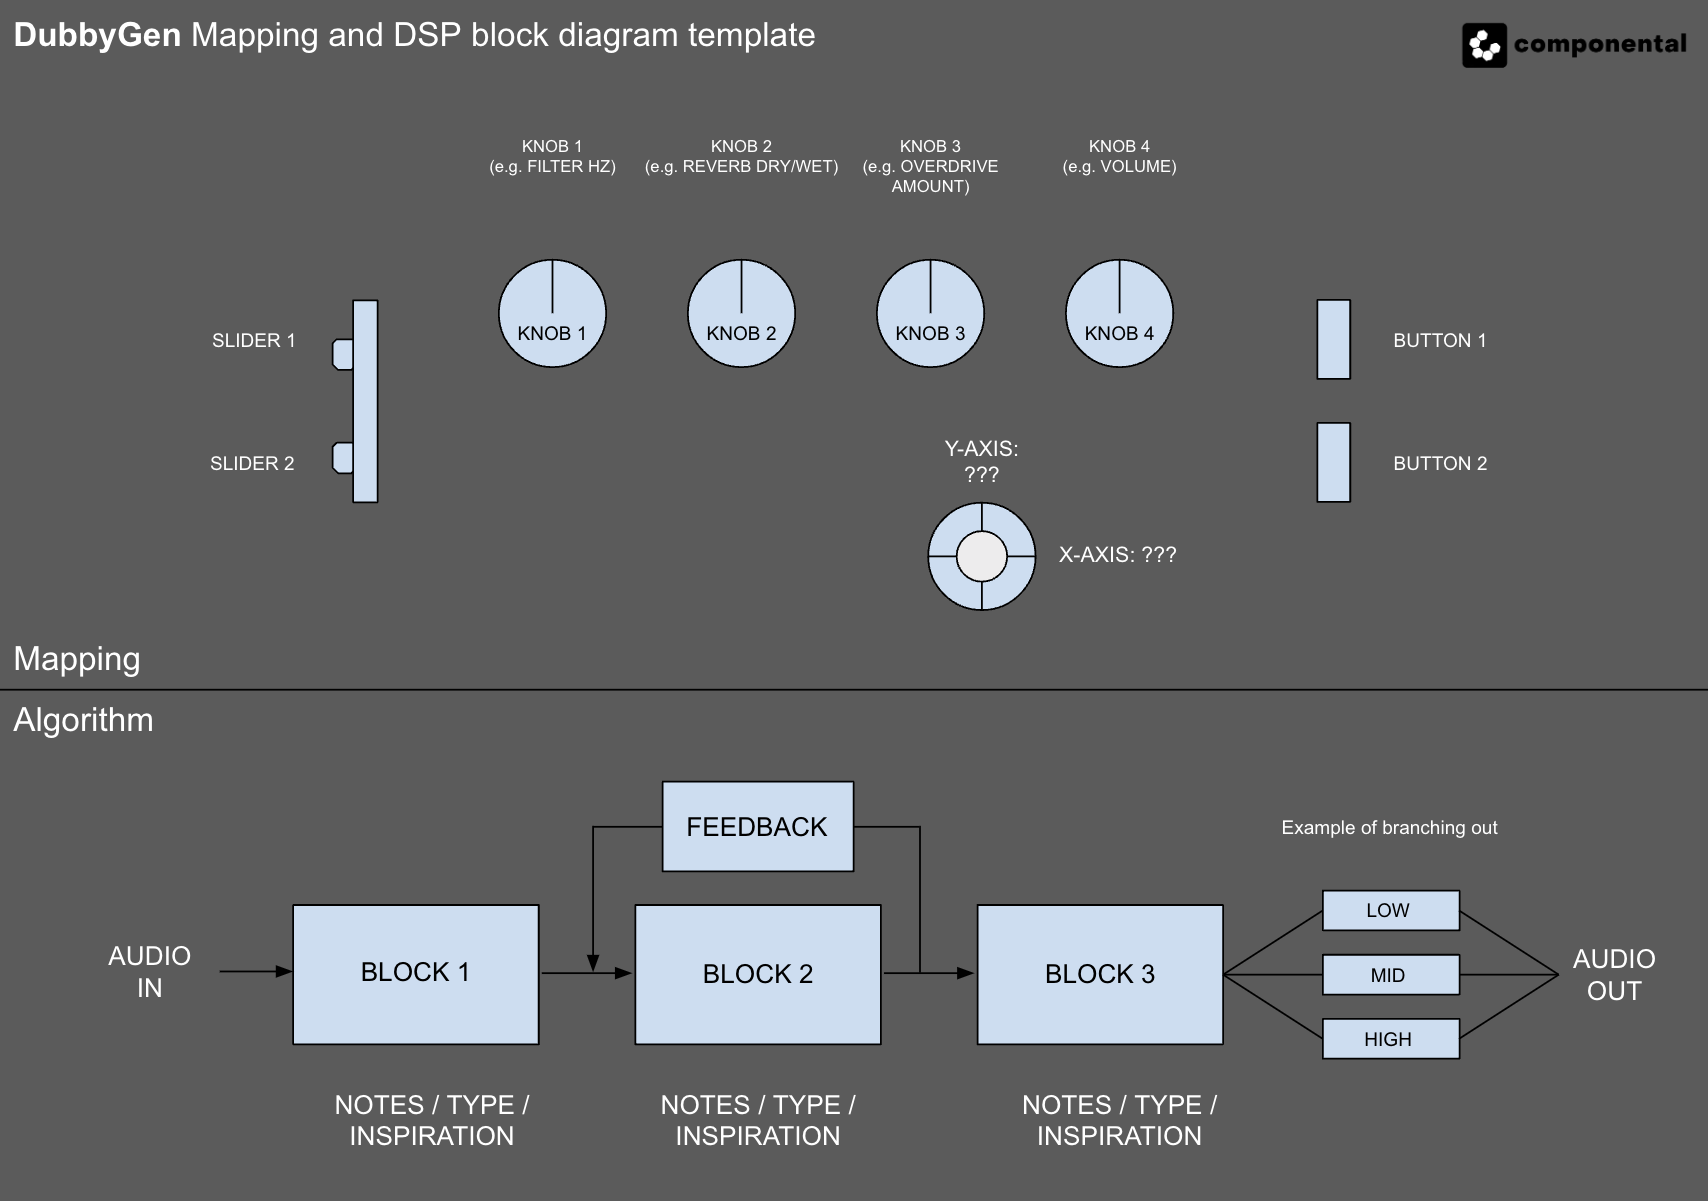 DubbyGen Mapping and DSP block diagram template
componental
KNOB 1
(e.g. FILTER HZ)
KNOB 2
(e.g. REVERB DRY/WET)
KNOB 3
(e.g. OVERDRIVE
AMOUNT)
KNOB 4
(e.g. VOLUME)
KNOB 1
KNOB 2
KNOB 3
KNOB 4
SLIDER 1
SLIDER 2
BUTTON 1
BUTTON 2
Y-AXIS:
???
X-AXIS: ???
Mapping
Algorithm
FEEDBACK
Example of branching out
AUDIO
IN
BLOCK 1
BLOCK 2
BLOCK 3
LOW
MID
HIGH
AUDIO
OUT
NOTES / TYPE /
INSPIRATION
NOTES / TYPE /
INSPIRATION
NOTES / TYPE /
INSPIRATION